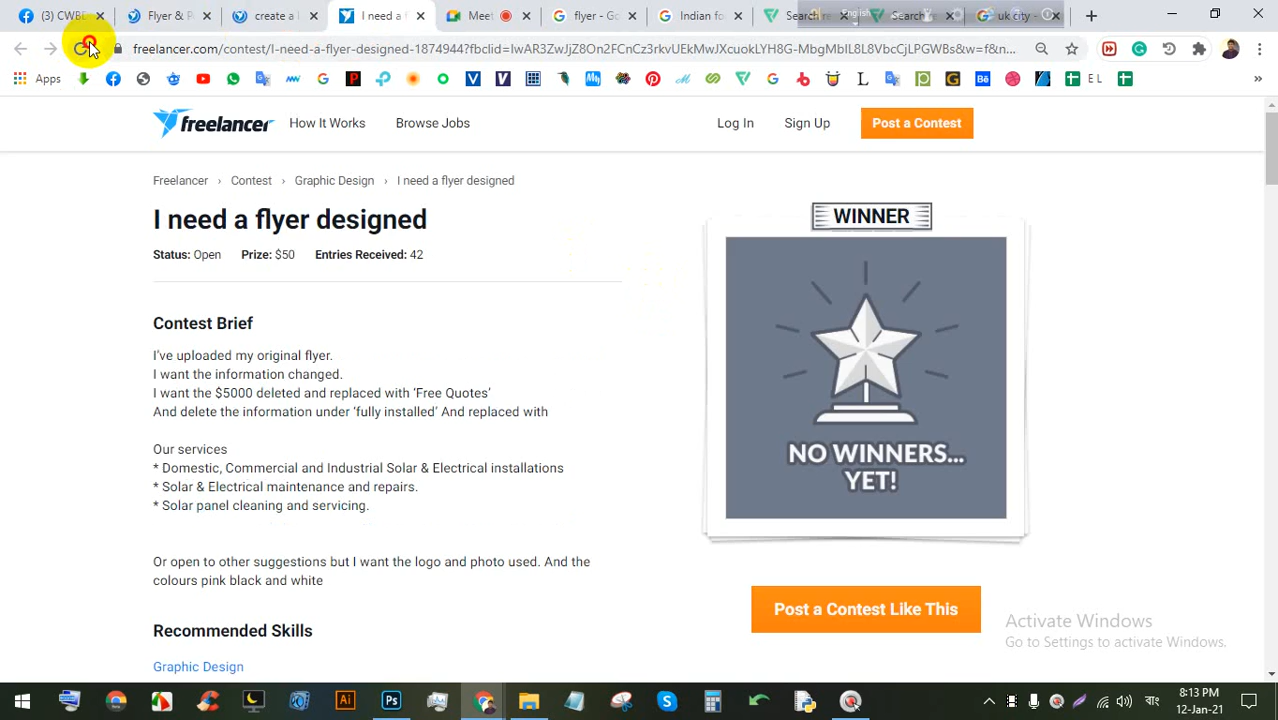 (3) CWBE
Flyer & P
create a l
I need a f
Meet
flyer - Go
Indian fo
Search re
Search re
uk city -
English
freelancer.com/contest/I-need-a-flyer-designed-1874944?fbclid=IwAR3ZwJjZ8On2FCnCz3rkvUEkMwJXcuokLYH
Apps
E L
freelancer
How It Works
Browse Jobs
Log In
Sign Up
Post a Contest
Freelancer › Contest › Graphic Design › I need a flyer designed
I need a flyer designed
WINNER
Status: Open Prize: $50 Entries Received: 42
Contest Brief
I've uploaded my original flyer.
I want the information changed.
I want the $5000 deleted and replaced with ‘Free Quotes’
And delete the information under ‘fully installed’ And replaced with
Our services
* Domestic, Commercial and Industrial Solar & Electrical installations
* Solar & Electrical maintenance and repairs.
* Solar panel cleaning and servicing.
NO WINNERS...
YET!
Or open to other suggestions but I want the logo and photo used. And the
colours pink black and white
Post a Contest Like This
Recommended Skills
Graphic Design
Activate Windows
Go to Settings to activate Windows.
বাং
8:13 PM
12-Jan-21